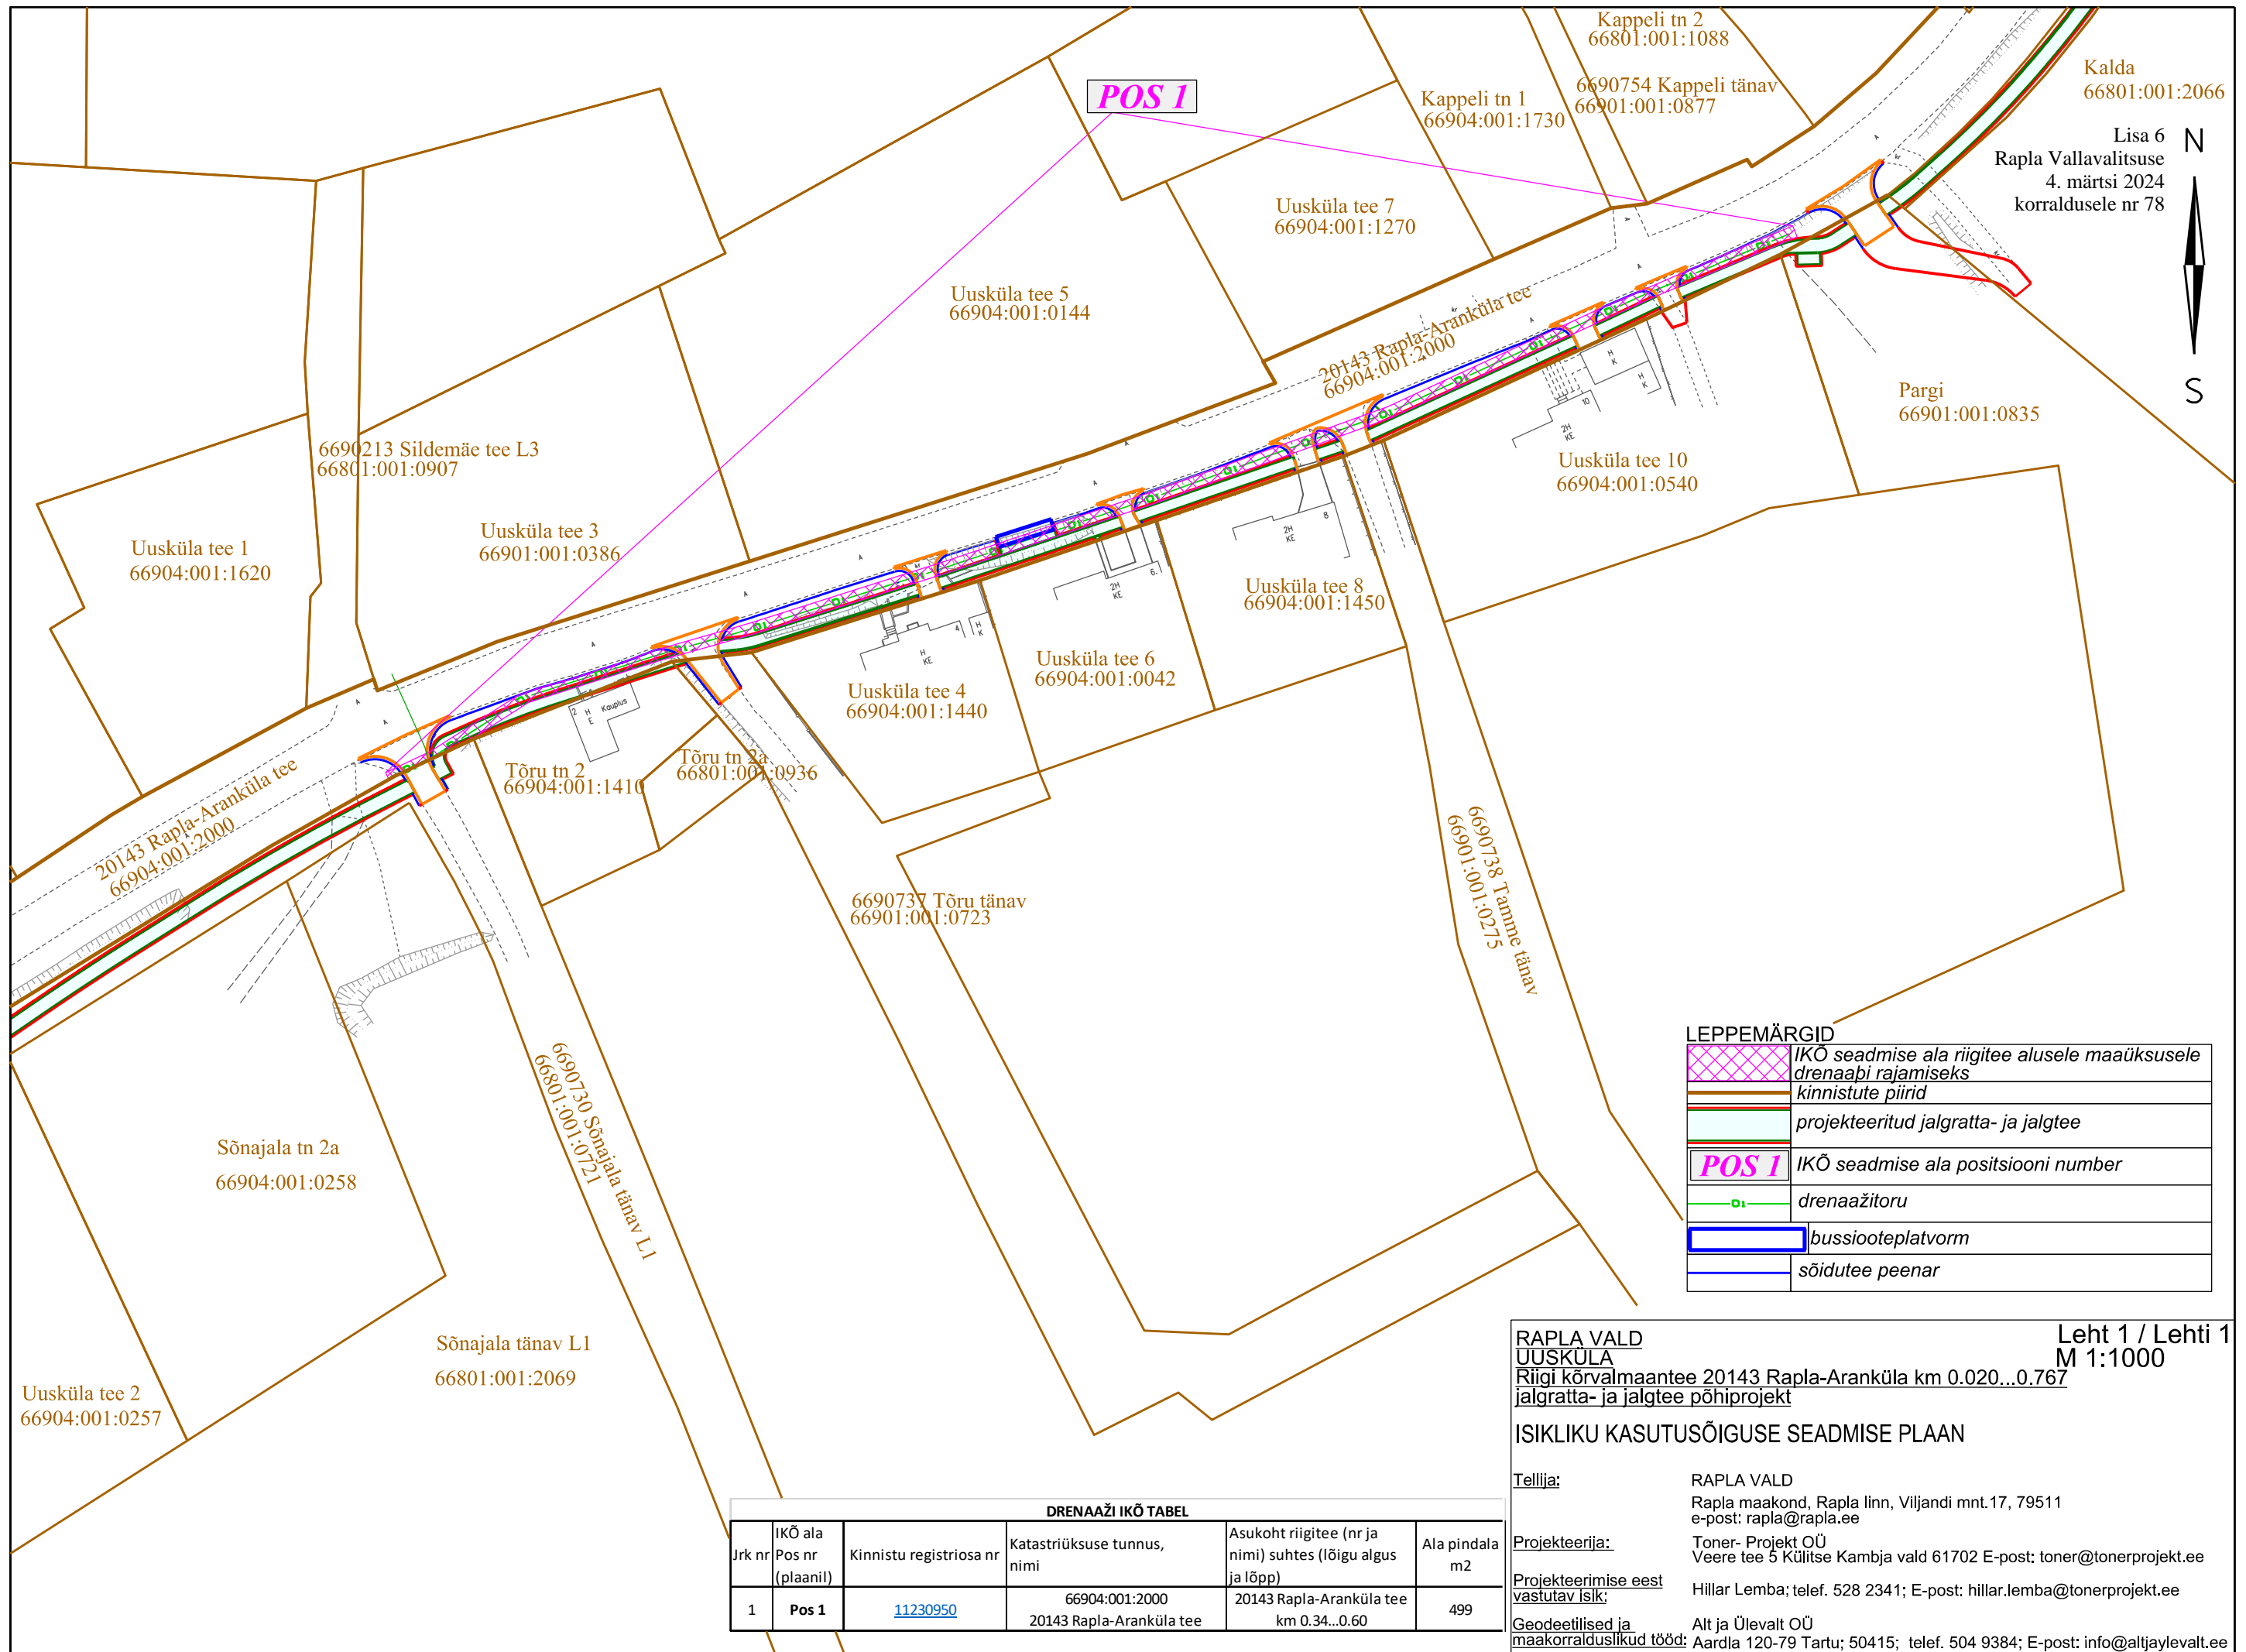 Kappeli tn 2
66801:001:1088
Kalda
66801:001:2066
POS 1
6690754 Kappeli tänav
66901:001:0877
Kappeli tn 1
66904:001:1730
Lisa 6
Rapla Vallavalitsuse
4. märtsi 2024
korraldusele nr 78
N
S
Uusküla tee 7
66904:001:1270
Uusküla tee 5
66904:001:0144
20143 Rapla-Aranküla tee
66904:001:2000
Pargi
66901:001:0835
6690213 Sildemäe tee L3
66801:001:0907
Uusküla tee 10
66904:001:0540
Uusküla tee 3
66901:001:0386
Uusküla tee 1
66904:001:1620
Uusküla tee 8
66904:001:1450
Uusküla tee 6
66904:001:0042
Uusküla tee 4
66904:001:1440
2 H E Kauplus
H KE 4
H K
2H KE 6.
2H KE 8
2H KE 10
H K
H K
Tõru tn 2
66904:001:1410
Tõru tn 2a
66801:001:0936
20143 Rapla-Aranküla tee
66904:001:2000
6690737 Tõru tänav
66901:001:0723
6690738 Tamme tänav
66901:001:0275
6690730 Sõnajala tänav L1
66801:001:0721
Sõnajala tn 2a
66904:001:0258
Sõnajala tänav L1
66801:001:2069
Uusküla tee 2
66904:001:0257
LEPPEMÄRGID
IKÕ seadmise ala riigitee alusele maaüksusele
drenaaþi rajamiseks
kinnistute piirid
projekteeritud jalgratta- ja jalgtee
POS 1 IKÕ seadmise ala positsiooni number
D1 drenaažitoru
bussiooteplatvorm
sõidutee peenar
RAPLA VALD
UUSKÜLA
Riigi kõrvalmaantee 20143 Rapla-Aranküla km 0.020...0.767
jalgratta- ja jalgtee põhiprojekt
Leht 1 / Lehti 1
M 1:1000
ISIKLIKU KASUTUSÕIGUSE SEADMISE PLAAN
Tellija: RAPLA VALD
Rapla maakond, Rapla linn, Viljandi mnt.17, 79511
e-post: rapla@rapla.ee
Projekteerija: Toner- Projekt OÜ
Veere tee 5 Külitse Kambja vald 61702 E-post: toner@tonerprojekt.ee
Projekteerimise eest
vastutav isik: Hillar Lemba; telef. 528 2341; E-post: hillar.lemba@tonerprojekt.ee
Geodeetilised ja
maakorralduslikud tööd: Alt ja Ülevalt OÜ
Aardla 120-79 Tartu; 50415; telef. 504 9384; E-post: info@altjaylevalt.ee
DRENAAŽI IKÕ TABEL
Jrk nr
IKÕ ala
Pos nr
(plaanil)
Kinnistu registriosa nr
Katastriüksuse tunnus,
nimi
Asukoht riigitee (nr ja
nimi) suhtes (lõigu algus
ja lõpp)
Ala pindala
m2
1
Pos 1
11230950
66904:001:2000
20143 Rapla-Aranküla tee
20143 Rapla-Aranküla tee
km 0.34...0.60
499